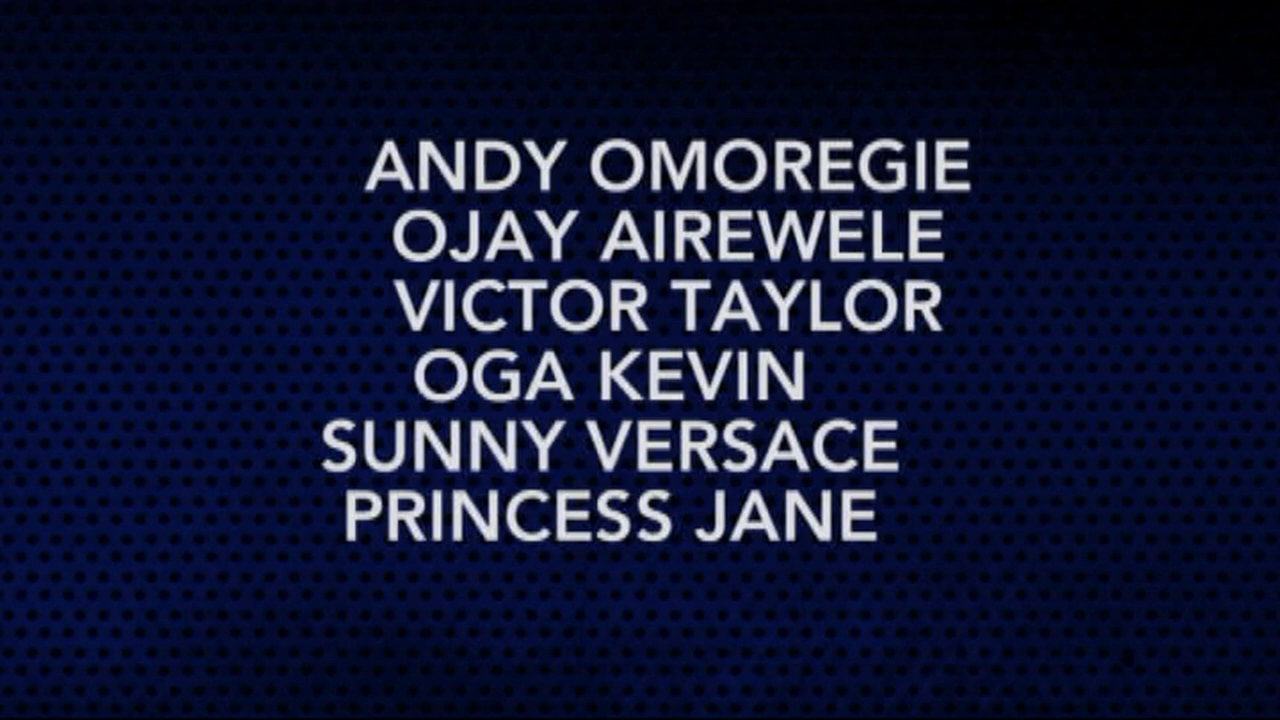 ANDY OMOREGIE
OJAY AIREWELE
VICTOR TAYLOR
OGA KEVIN
SUNNY VERSACE
PRINCESS JANE